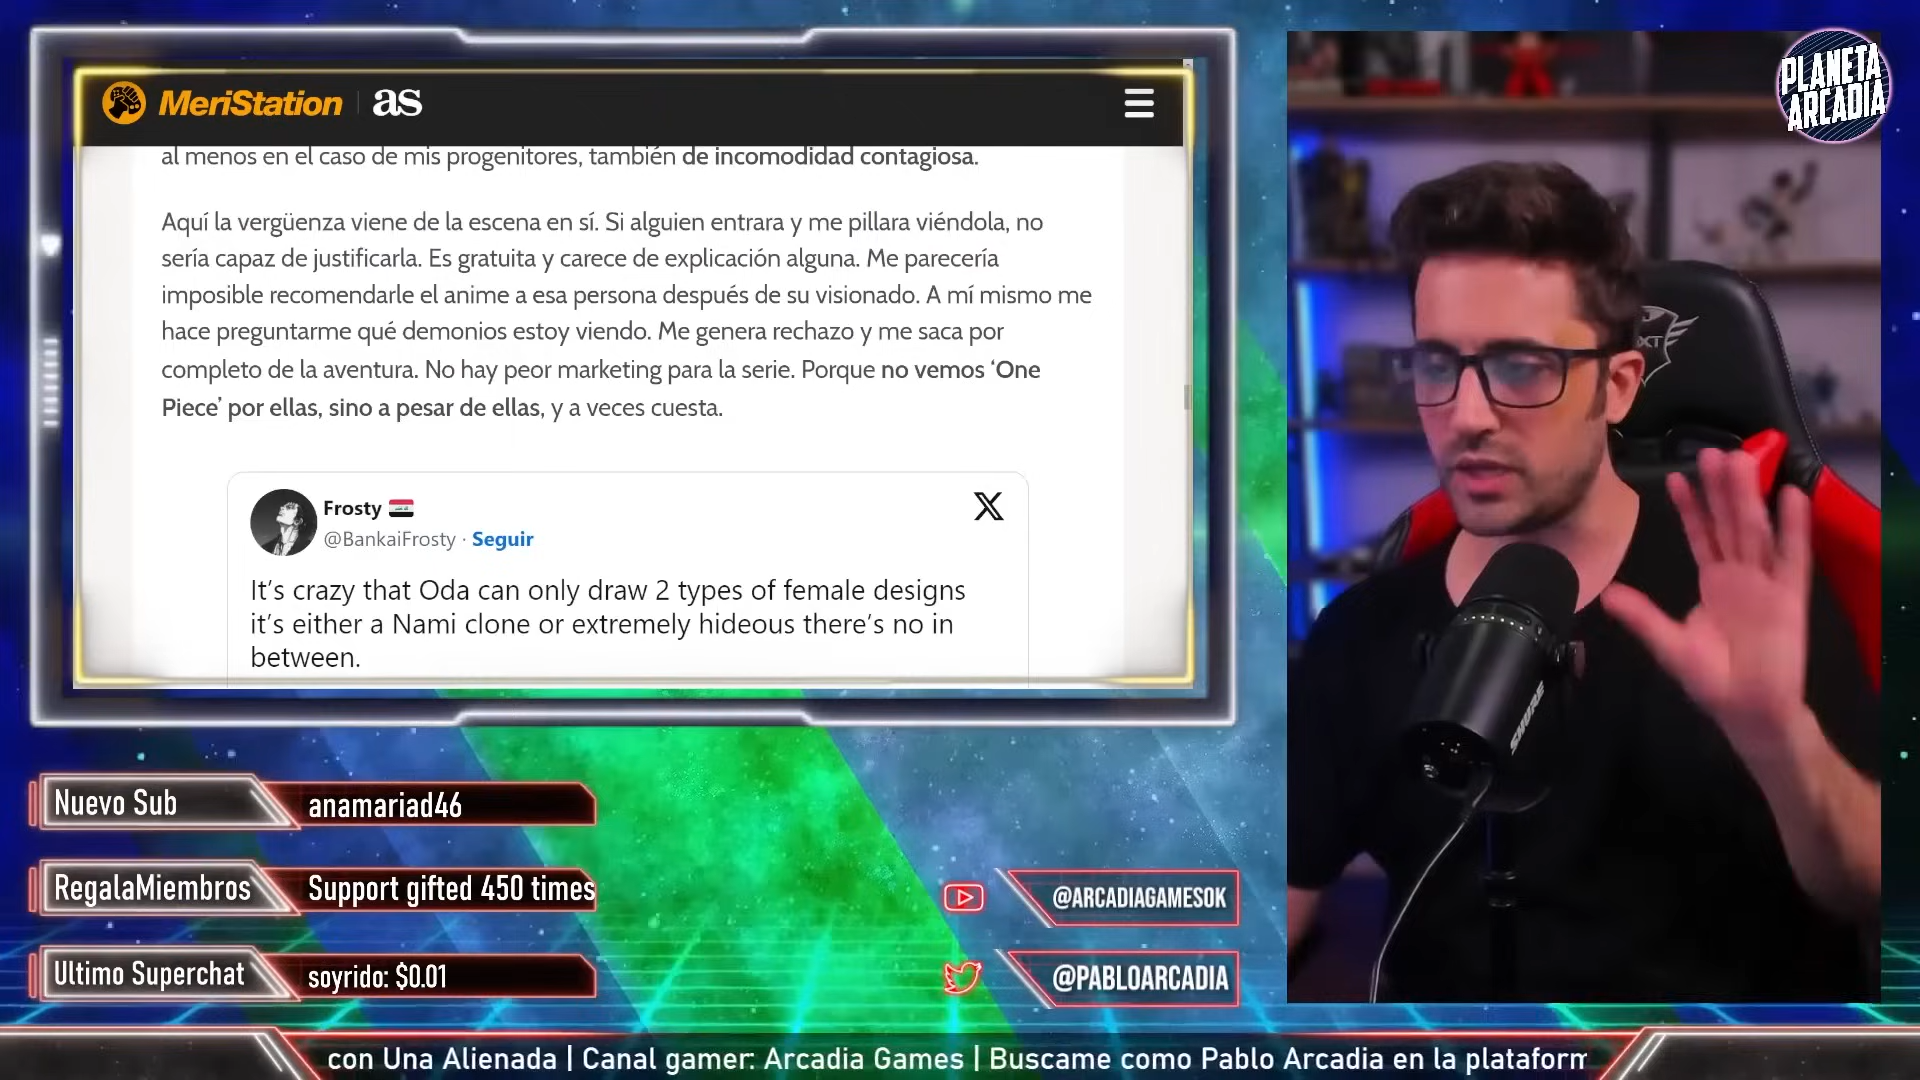 MeriStation as
al menos en el caso de mis progenitores, también de incomodidad contagiosa.
Aquí la vergüenza viene de la escena en sí. Si alguien entrara y me pillara viéndola, no
sería capaz de justificarla. Es gratuita y carece de explicación alguna. Me parecería
imposible recomendarle el anime a esa persona después de su visionado. A mí mismo me
hace preguntarme qué demonios estoy viendo. Me genera rechazo y me saca por
completo de la aventura. No hay peor marketing para la serie. Porque no vemos ‘One
Piece’ por ellas, sino a pesar de ellas, y a veces cuesta.
Frosty
@BankaiFrosty · Seguir
It’s crazy that Oda can only draw 2 types of female designs
it’s either a Nami clone or extremely hideous there’s no in
between.
PLANETA
ARCADIA
XT
SHURE
Nuevo Sub anamariad46
RegalaMiembros Support gifted 450 times
Ultimo Superchat soyrido: $0.01
@ARCADIAGAMESOK
@PABLOARCADIA
con Una Alienada | Canal gamer: Arcadia Games | Buscame como Pablo Arcadia en la plataform